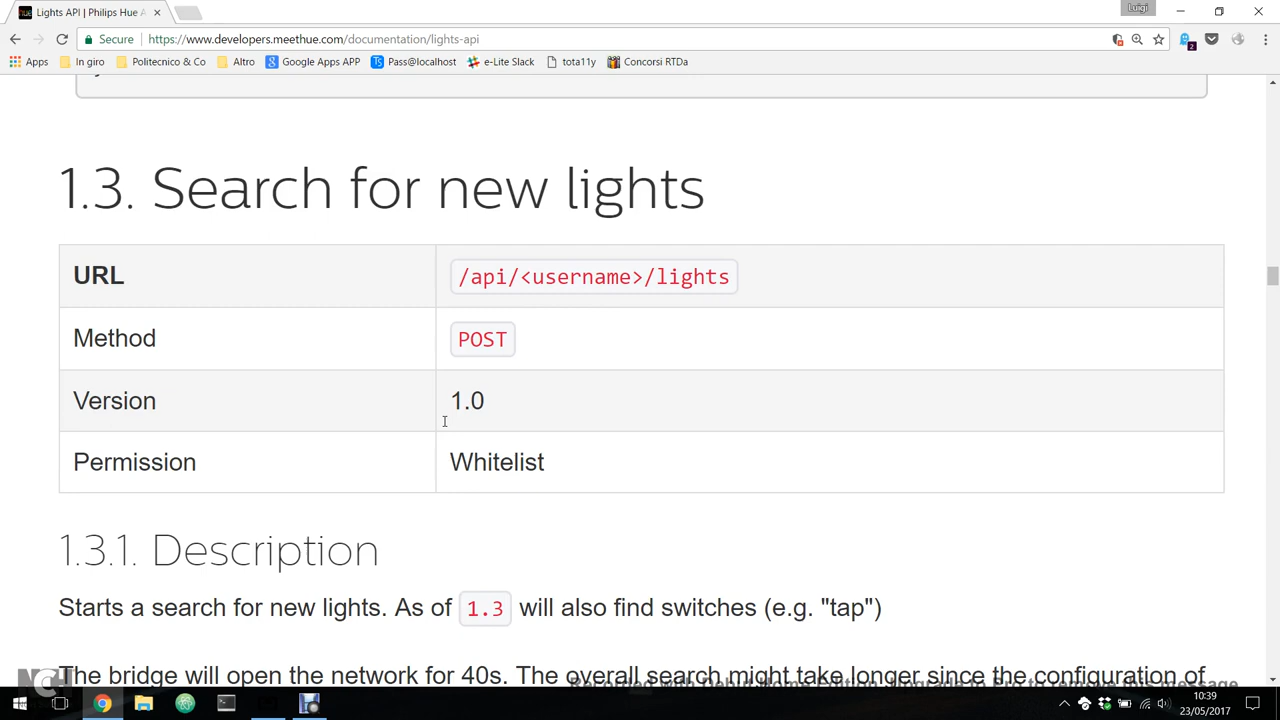 Lights API | Philips Hue A
Luigi
Secure
https://www.developers.meethue.com/documentation/lights-api
2
Apps
In giro
Politecnico & Co
Altro
Google Apps APP
Pass@localhost
e-Lite Slack
tota11y
Concorsi RTDa
1.3. Search for new lights
URL
/api/<username>/lights
Method
POST
Version
1.0
Permission
Whitelist
1.3.1. Description
Starts a search for new lights. As of 1.3 will also find switches (e.g. "tap")
The bridge will open the network for 40s. The overall search might take longer since the configuration of
NCH
10:39
23/05/2017